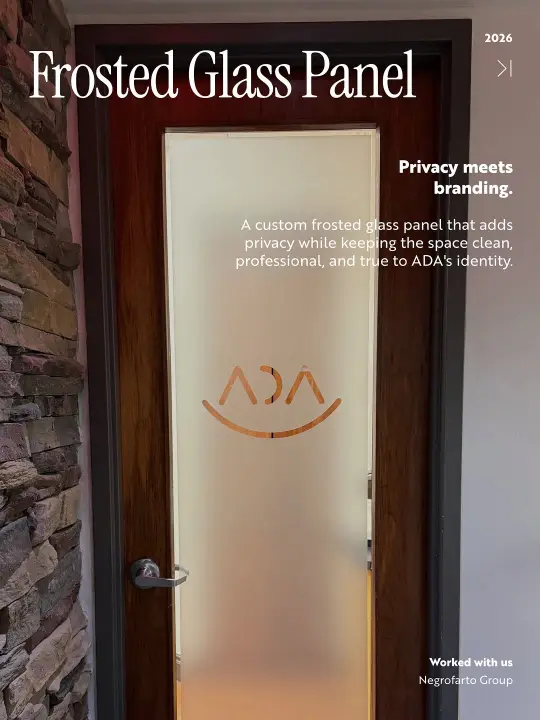 2026
Frosted Glass Panel
Privacy meets
branding.
A custom frosted glass panel that adds
privacy while keeping the space clean,
professional, and true to ADA's identity.
ADA
Worked with us
Negrofarto Group